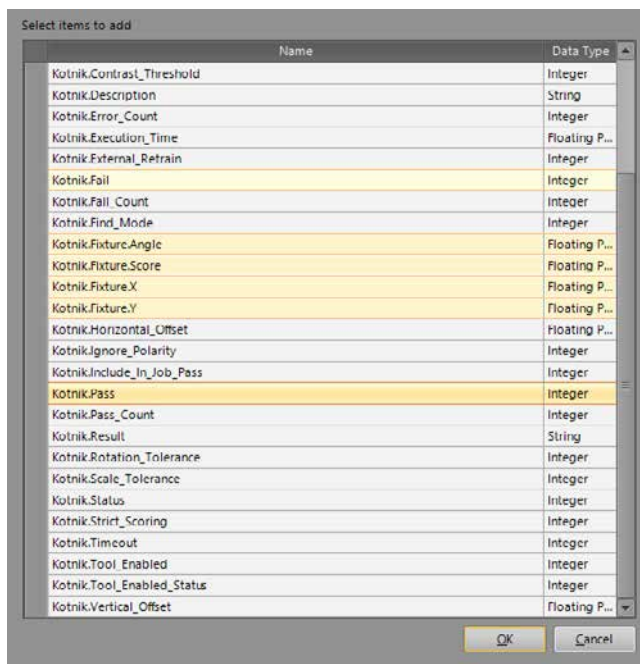 Select items to add
Name Data Type
Kotnik.Contrast_Threshold Integer
Kotnik.Description String
Kotnik.Error_Count Integer
Kotnik.Execution_Time Floating P...
Kotnik.External_Retrain Integer
Kotnik.Fail Integer
Kotnik.Fail_Count Integer
Kotnik.Find_Mode Integer
Kotnik.Fixture.Angle Floating P...
Kotnik.Fixture.Score Floating P...
Kotnik.Fixture.X Floating P...
Kotnik.Fixture.Y Floating P...
Kotnik.Horizontal_Offset Floating P...
Kotnik.Ignore_Polarity Integer
Kotnik.Include_In_Job_Pass Integer
Kotnik.Pass Integer
Kotnik.Pass_Count Integer
Kotnik.Result String
Kotnik.Rotation_Tolerance Integer
Kotnik.Scale_Tolerance Integer
Kotnik.Status Integer
Kotnik.Strict_Scoring Integer
Kotnik.Timeout Integer
Kotnik.Tool_Enabled Integer
Kotnik.Tool_Enabled_Status Integer
Kotnik.Vertical_Offset Floating P...
OK Cancel